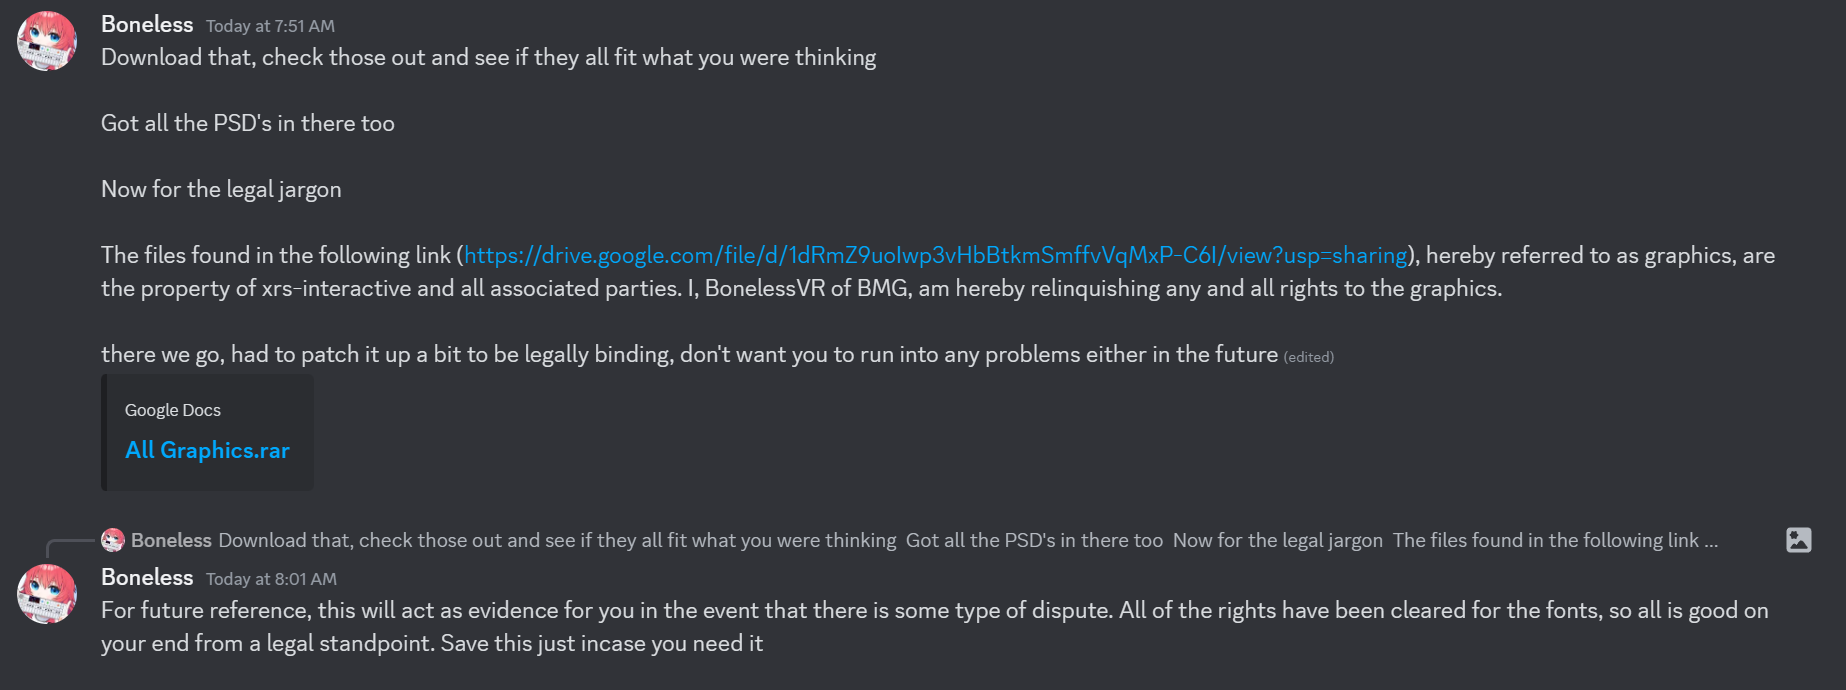 Boneless Today at 7:51 AM
Download that, check those out and see if they all fit what you were thinking
Got all the PSD's in there too
Now for the legal jargon
The files found in the following link (https://drive.google.com/file/d/1dRmZ9uoIwp3vHbBtkmSmffvVqMxP-C6I/view?usp=sharing), hereby referred to as graphics, are
the property of xrs-interactive and all associated parties. I, BonelessVR of BMG, am hereby relinquishing any and all rights to the graphics.
there we go, had to patch it up a bit to be legally binding, don't want you to run into any problems either in the future (edited)
Google Docs
All Graphics.rar
Boneless Download that, check those out and see if they all fit what you were thinking Got all the PSD's in there too Now for the legal jargon The files found in the following link ...
Boneless Today at 8:01 AM
For future reference, this will act as evidence for you in the event that there is some type of dispute. All of the rights have been cleared for the fonts, so all is good on
your end from a legal standpoint. Save this just incase you need it